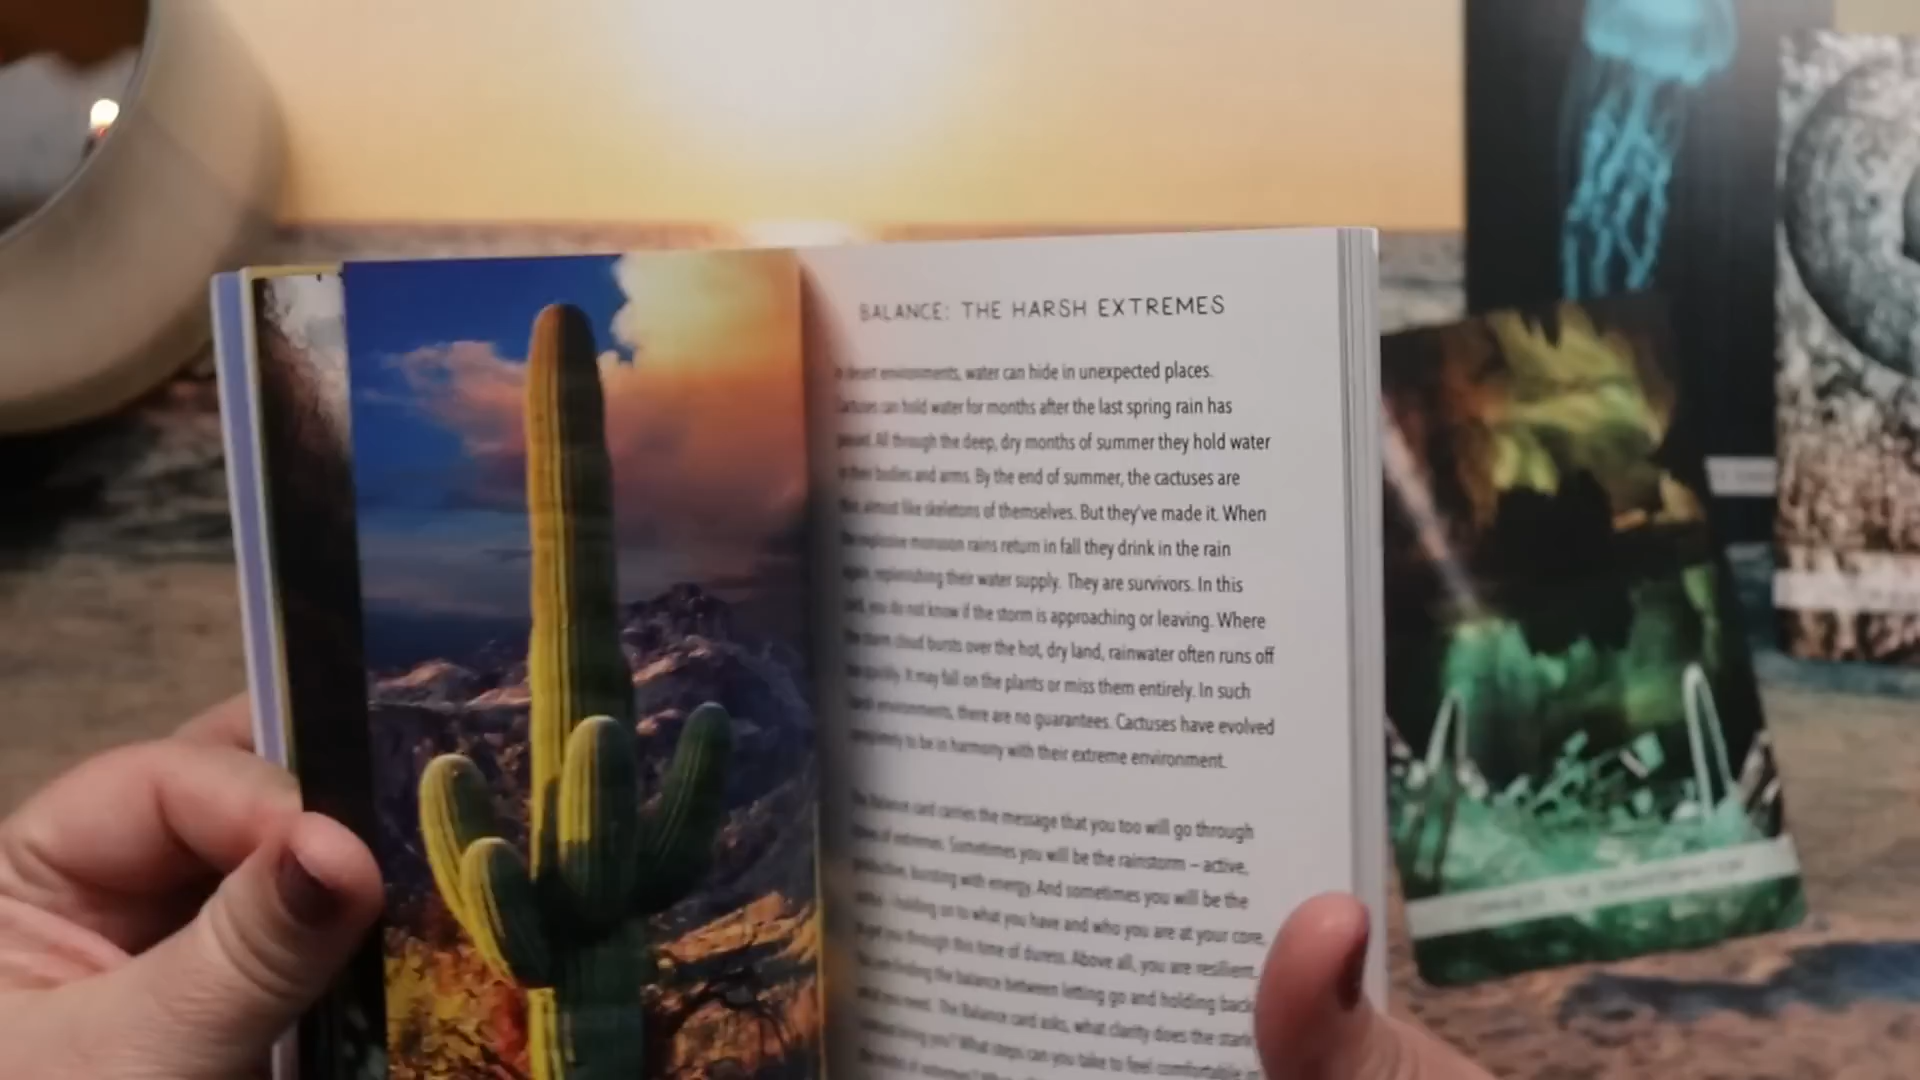 BALANCE: THE HARSH EXTREMES
desert environments, water can hide in unexpected places.
Cactuses can hold water for months after the last spring rain has
passed. All through the deep, dry months of summer they hold water
in their bodies and arms. By the end of summer, the cactuses are
thin, almost like skeletons of themselves. But they've made it. When
the explosive monsoon rains return in fall they drink in the rain
again, replenishing their water supply. They are survivors. In this
card, you do not know if the storm is approaching or leaving. Where
the storm cloud bursts over the hot, dry land, rainwater often runs off
too quickly. It may fall on the plants or miss them entirely. In such
harsh environments, there are no guarantees. Cactuses have evolved
completely to be in harmony with their extreme environment.
The Balance card carries the message that you too will go through
times of extremes. Sometimes you will be the rainstorm – active,
productive, bursting with energy. And sometimes you will be the
holding on to what you have and who you are at your core,
to get you through this time of duress. Above all, you are resilient.
You are finding the balance between letting go and holding back
what you need. The Balance card asks, what clarity does the stark
bring you? What steps can you take to feel comfortable
extremes?